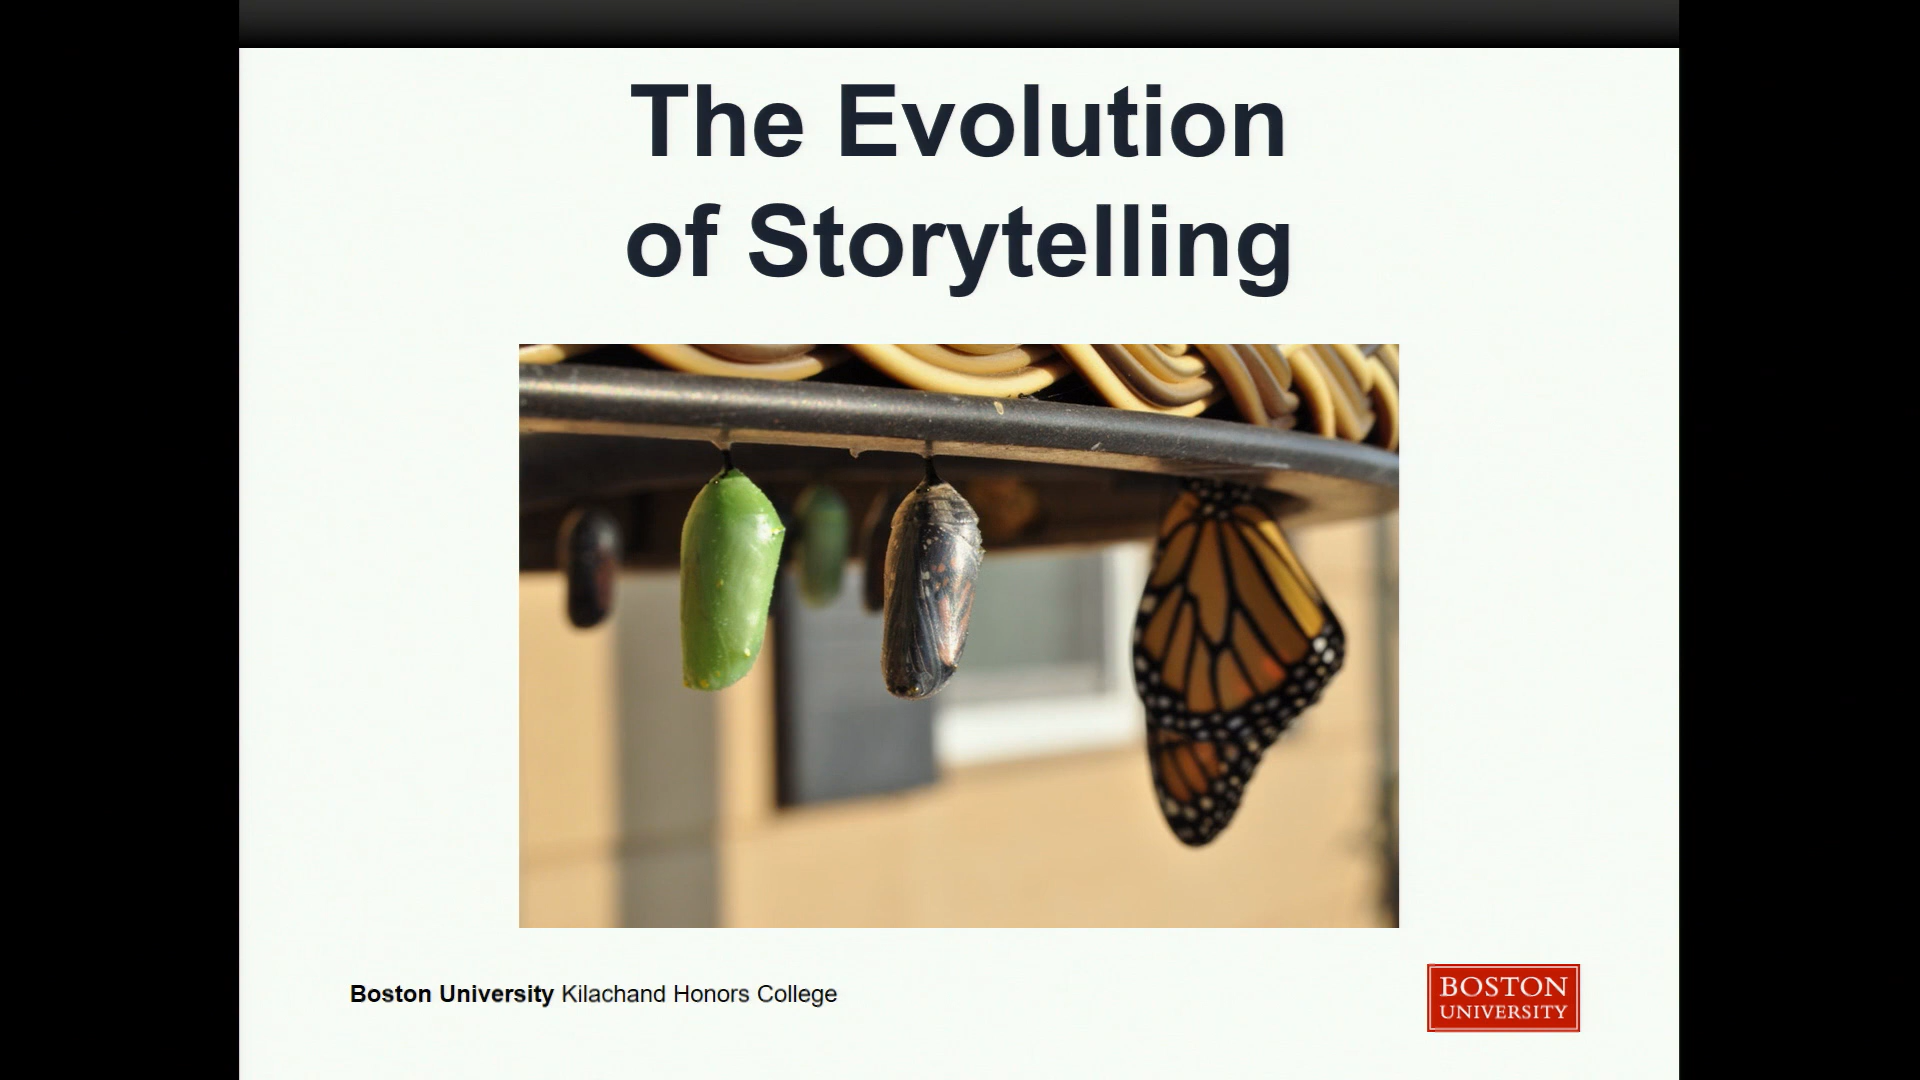 The Evolution
of Storytelling
Boston University Kilachand Honors College
BOSTON
UNIVERSITY